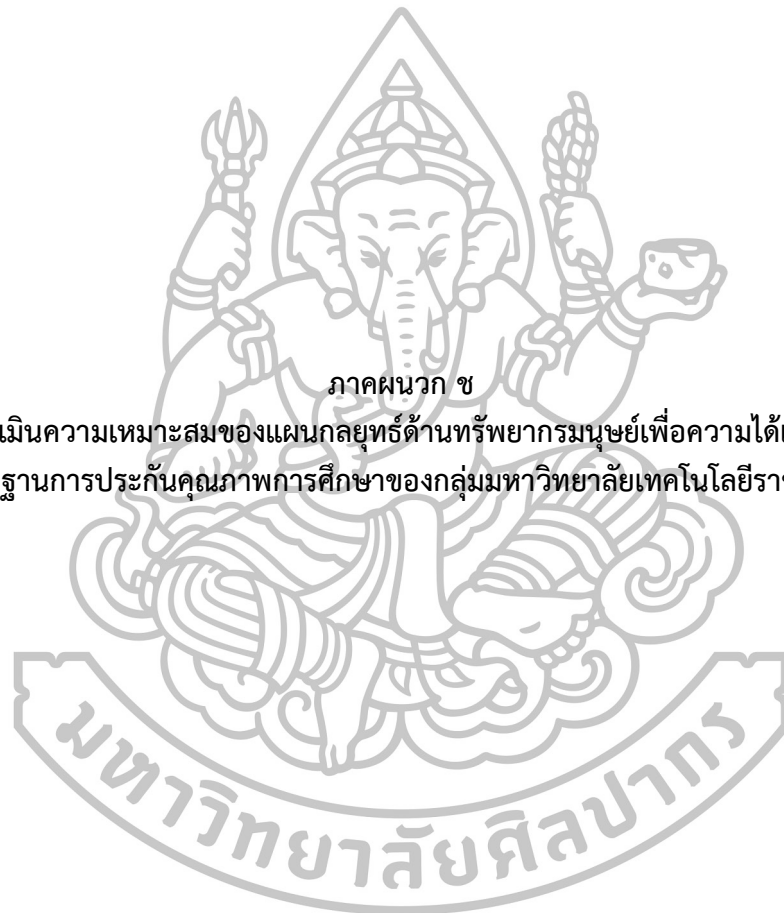 ภาคผนวก ช
เมินความเหมาะสมของแผนกลยุทธ์ด้านทรัพยากรมนุษย์เพื่อความได้
ฐานการประกันคุณภาพการศึกษาของกลุ่มมหาวิทยาลัยเทคโนโลยีรา
มหาวิทยาลัยศิลปากร